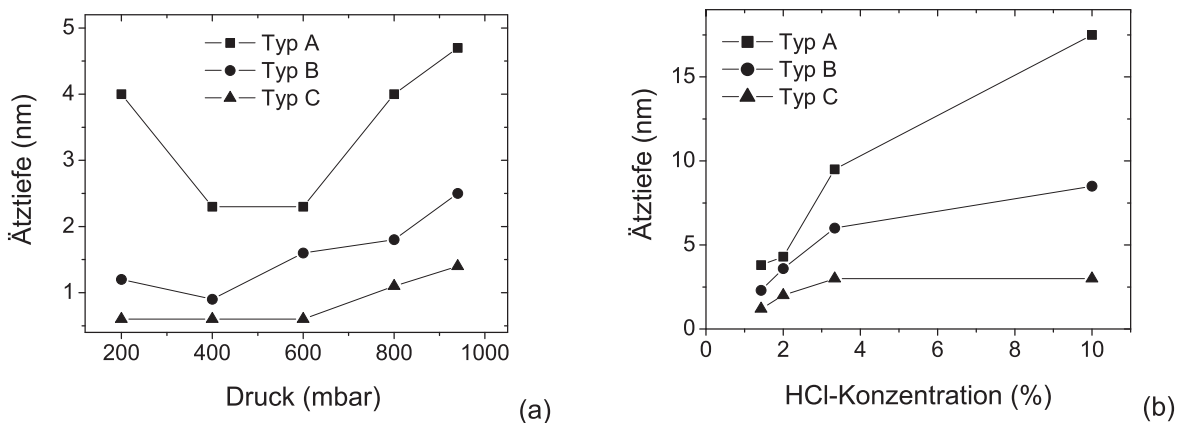 5
4
3
2
1
Ätztiefe (nm)
Typ A
Typ B
Typ C
200 400 600 800 1000
Druck (mbar)
(a)
15
10
5
0
Ätztiefe (nm)
Typ A
Typ B
Typ C
0 2 4 6 8 10
HCl-Konzentration (%)
(b)